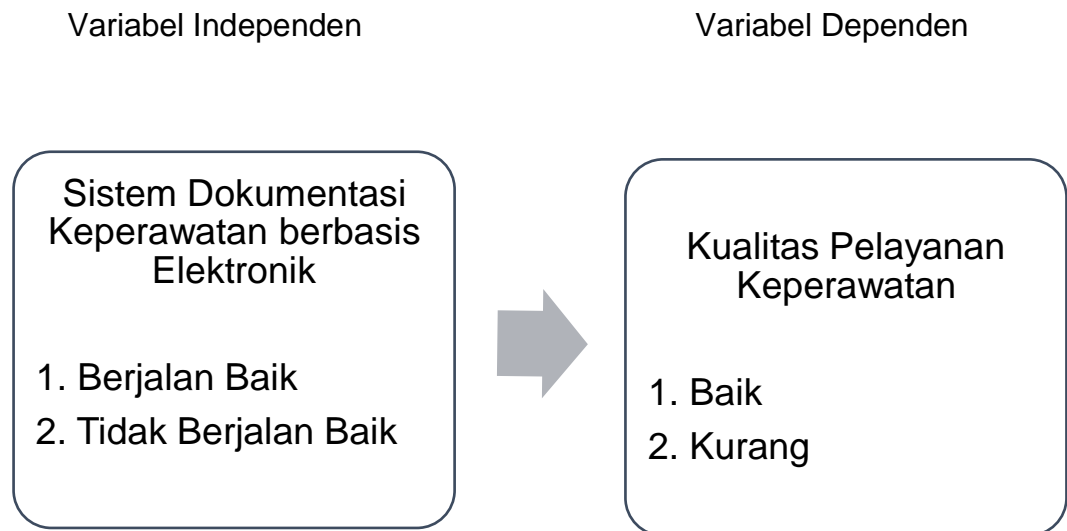 Variabel Independen
Variabel Dependen
Sistem Dokumentasi
Keperawatan berbasis
Elektronik
1. Berjalan Baik
2. Tidak Berjalan Baik
Kualitas Pelayanan
Keperawatan
1. Baik
2. Kurang